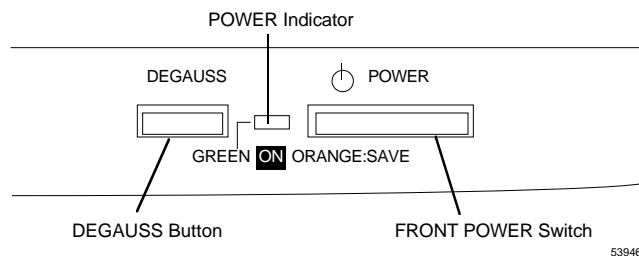 POWER Indicator
DEGAUSS
POWER
GREEN ON ORANGE:SAVE
DEGAUSS Button
FRONT POWER Switch
53946